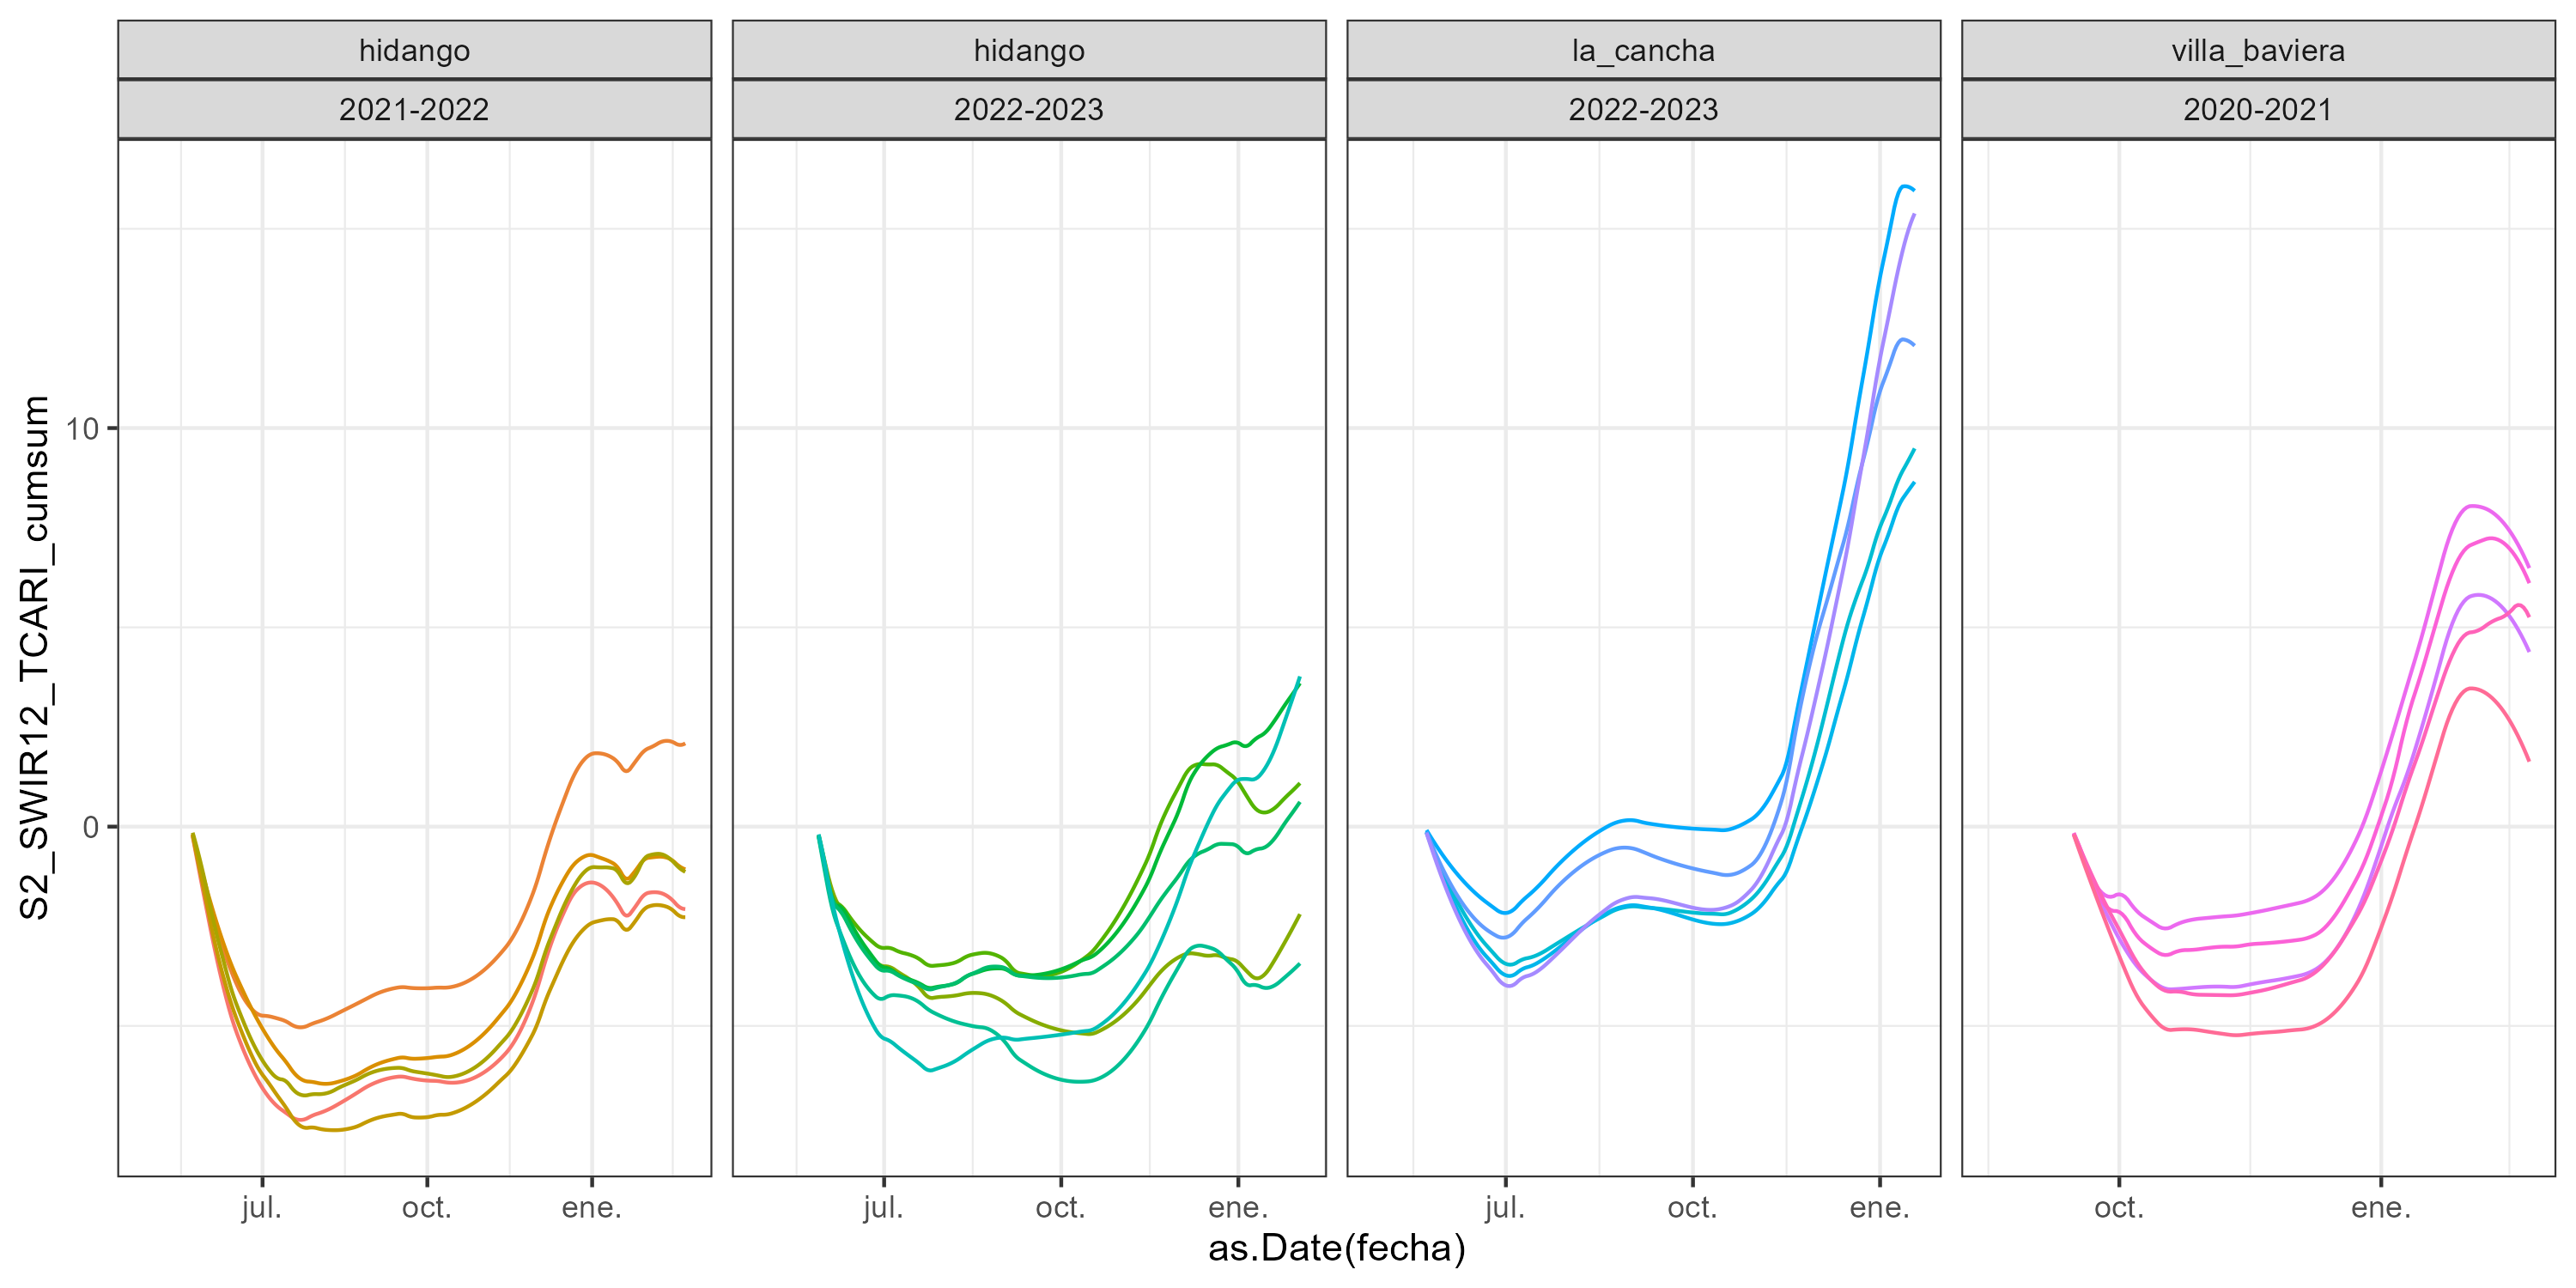 hidango hidango la_cancha villa_baviera
2021-2022 2022-2023 2022-2023 2020-2021
S2_SWIR12_TCARI_cumsum
10
0
jul. oct. ene. jul. oct. ene. jul. oct. ene. oct. ene.
as.Date(fecha)